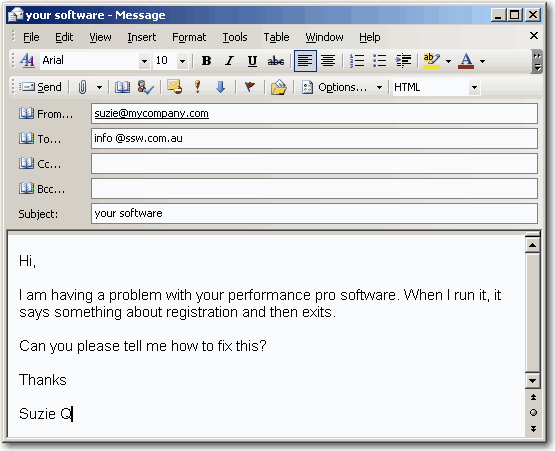 your software - Message
File Edit View Insert Format Tools Table Window Help
Arial 10 B I U abc ab A
Send Options... HTML
From... suzie@mycompany.com
To... info @ssw.com.au
Cc...
Bcc...
Subject: your software
Hi,
I am having a problem with your performance pro software. When I run it, it
says something about registration and then exits.
Can you please tell me how to fix this?
Thanks
Suzie Q